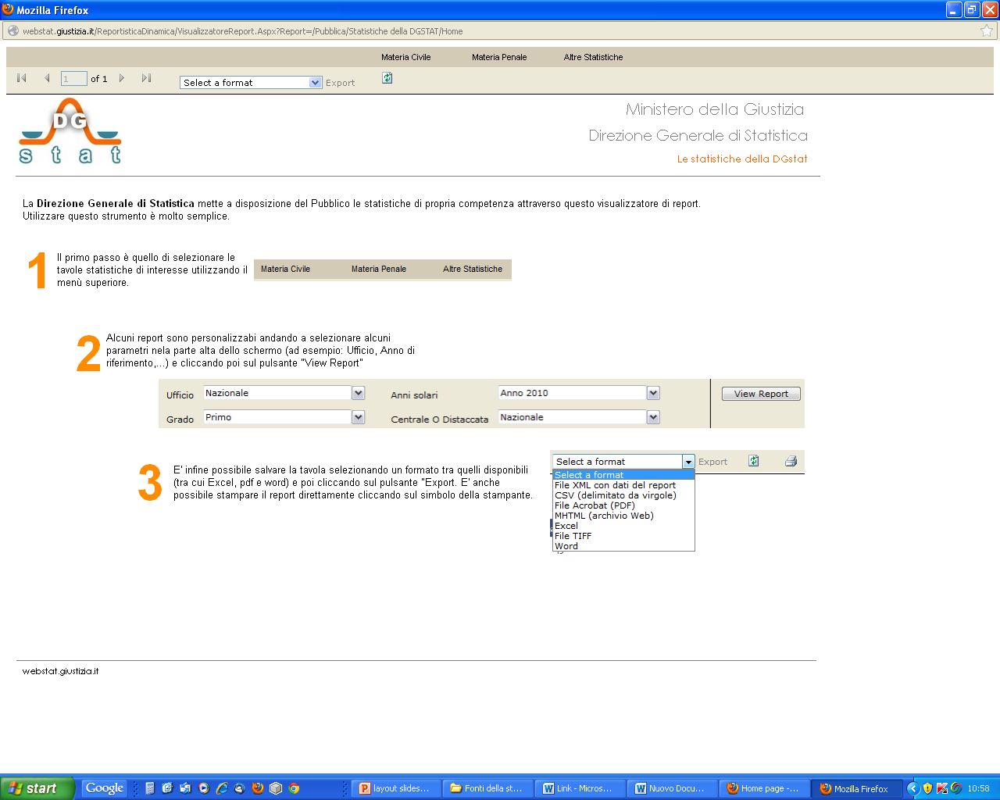 Mozilla Firefox
webstat.giustizia.it/ReportisticaDinamica/VisualizzatoreReport.Aspx?Report=/Pubblica/Statistiche della DGSTAT/Home
Materia Civile Materia Penale Altre Statistiche
1 of 1 Select a format Export
DG
stat
Ministero della Giustizia
Direzione Generale di Statistica
Le statistiche della DGstat
La Direzione Generale di Statistica mette a disposizione del Pubblico le statistiche di propria competenza attraverso questo visualizzatore di report.
Utilizzare questo strumento è molto semplice.
1
Il primo passo è quello di selezionare le
tavole statistiche di interesse utilizzando il
menù superiore.
Materia Civile Materia Penale Altre Statistiche
2
Alcuni report sono personalizzabi andando a selezionare alcuni
parametri nela parte alta dello schermo (ad esempio: Ufficio, Anno di
riferimento,...) e cliccando poi sul pulsante "View Report"
Ufficio Nazionale Anni solari Anno 2010 View Report
Grado Primo Centrale O Distaccata Nazionale
3
E' infine possibile salvare la tavola selezionando un formato tra quelli disponibili
(tra cui Excel, pdf e word) e poi cliccando sul pulsante "Export. E' anche
possibile stampare il report direttamente cliccando sul simbolo della stampante.
Select a format Export
Select a format
File XML con dati del report
CSV (delimitato da virgole)
File Acrobat (PDF)
MHTML (archivio Web)
Excel
File TIFF
Word
webstat.giustizia.it
start Google layout slides... Fonti della st... Link - Micros... Nuovo Docu... Home page -... Mozilla Firefox 10:58